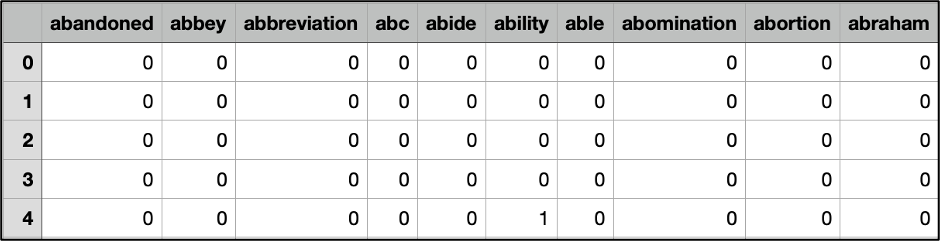 abandoned abbey abbreviation abc abide ability able abomination abortion abraham
0 0 0 0 0 0 0 0 0 0 0
1 0 0 0 0 0 0 0 0 0 0
2 0 0 0 0 0 0 0 0 0 0
3 0 0 0 0 0 0 0 0 0 0
4 0 0 0 0 0 1 0 0 0 0